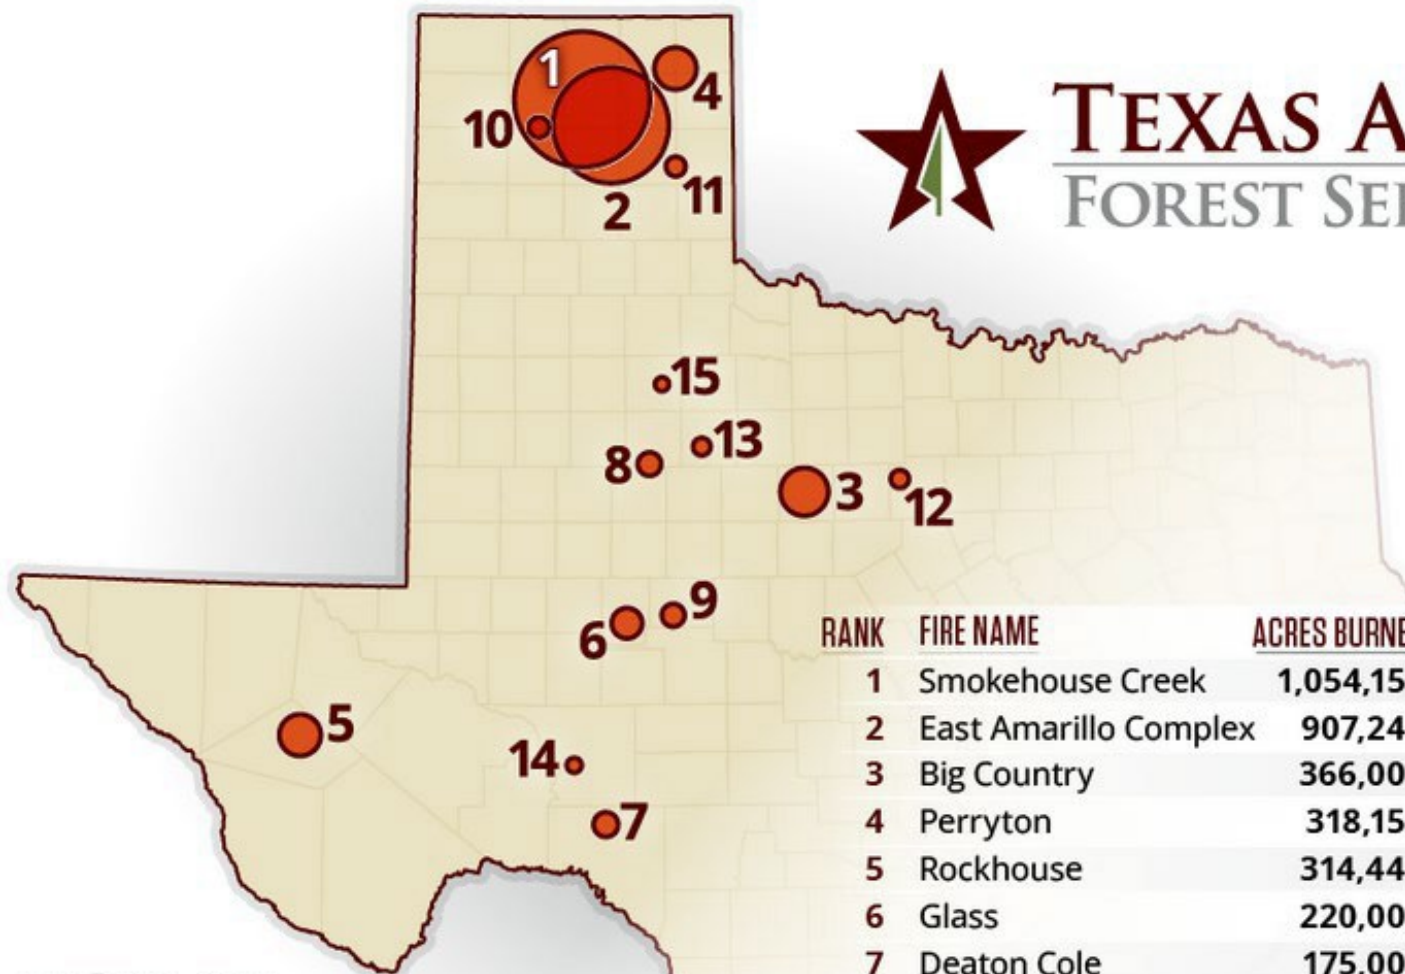 TEXAS A
FOREST SE
1
4
10
11
2
15
13
8
3
12
9
6
5
14
7
RANK FIRE NAME ACRES BURNE
1 Smokehouse Creek 1,054,15
2 East Amarillo Complex 907,24
3 Big Country 366,00
4 Perryton 318,15
5 Rockhouse 314,44
6 Glass 220,00
7 Deaton Cole 175,00